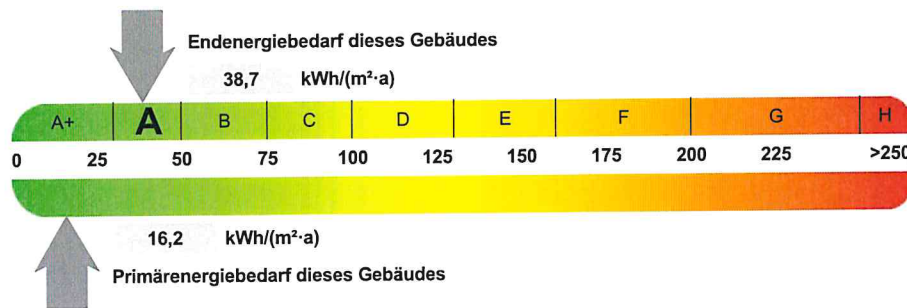 Endenergiebedarf dieses Gebäudes
38,7 kWh/(m²·a)
A+ A B C D E F G H
0 25 50 75 100 125 150 175 200 225 >250
16,2 kWh/(m²·a)
Primärenergiebedarf dieses Gebäudes